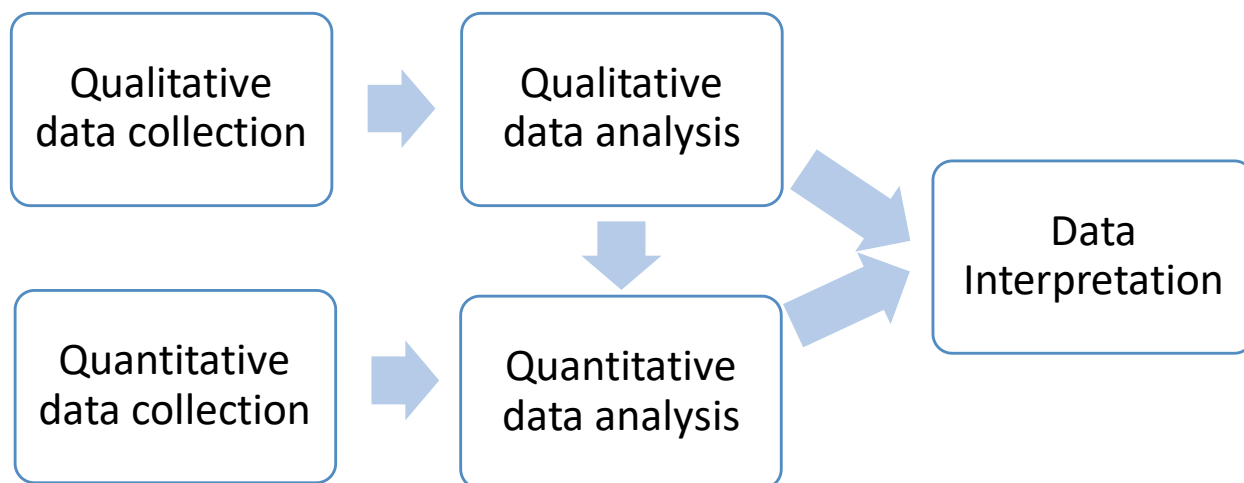 Qualitative
data collection
Qualitative
data analysis
Data
Interpretation
Quantitative
data collection
Quantitative
data analysis